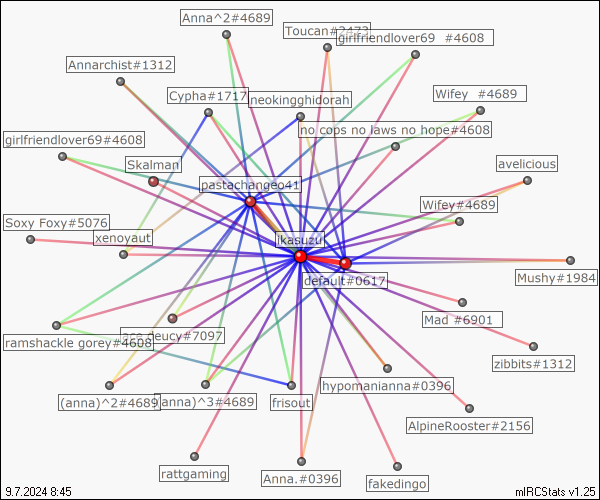 Anna^2#4689
Toucan#2473
girlfriendlover69 #4608
Annarchist#1312
Cypha#1717
neokingghidorah
Wifey #4689
no cops no laws no hope#4608
girlfriendlover69#4608
Skalman
avelicious
pastachangeo41
Wifey#4689
Soxy Foxy#5076
xenoyaut
jkasuzu
default#0617
Mushy#1984
Mad #6901
ramshackle gorey#4608
ace deucy#7097
zibbits#1312
hypomanianna#0396
(anna)^2#4689
(anna)^3#4689
frisout
AlpineRooster#2156
rattgaming
Anna.#0396
fakedingo
9.7.2024 8:45
mIRCStats v1.25